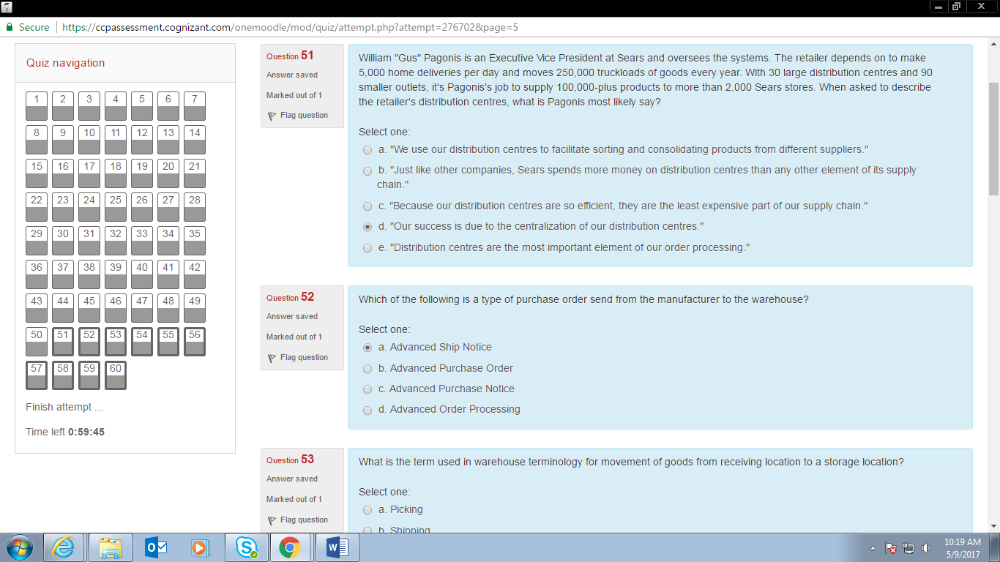 Secure https://ccpassessment.cognizant.com/onemoodle/mod/quiz/attempt.php?attempt=276702&page=5
Quiz navigation
1 2 3 4 5 6 7
8 9 10 11 12 13 14
15 16 17 18 19 20 21
22 23 24 25 26 27 28
29 30 31 32 33 34 35
36 37 38 39 40 41 42
43 44 45 46 47 48 49
50 51 52 53 54 55 56
57 58 59 60
Finish attempt ...
Time left 0:59:45
Question 51
Answer saved
Marked out of 1
Flag question
William "Gus" Pagonis is an Executive Vice President at Sears and oversees the systems. The retailer depends on to make
5,000 home deliveries per day and moves 250,000 truckloads of goods every year. With 30 large distribution centres and 90
smaller outlets, it's Pagonis's job to supply 100,000-plus products to more than 2,000 Sears stores. When asked to describe
the retailer's distribution centres, what is Pagonis most likely say?
Select one:
a. "We use our distribution centres to facilitate sorting and consolidating products from different suppliers."
b. "Just like other companies, Sears spends more money on distribution centres than any other element of its supply
chain."
c. "Because our distribution centres are so efficient, they are the least expensive part of our supply chain."
d. "Our success is due to the centralization of our distribution centres."
e. "Distribution centres are the most important element of our order processing."
Question 52
Answer saved
Marked out of 1
Flag question
Which of the following is a type of purchase order send from the manufacturer to the warehouse?
Select one:
a. Advanced Ship Notice
b. Advanced Purchase Order
c. Advanced Purchase Notice
d. Advanced Order Processing
Question 53
Answer saved
Marked out of 1
Flag question
What is the term used in warehouse terminology for movement of goods from receiving location to a storage location?
Select one:
a. Picking
b. Shipping
10:19 AM
5/9/2017